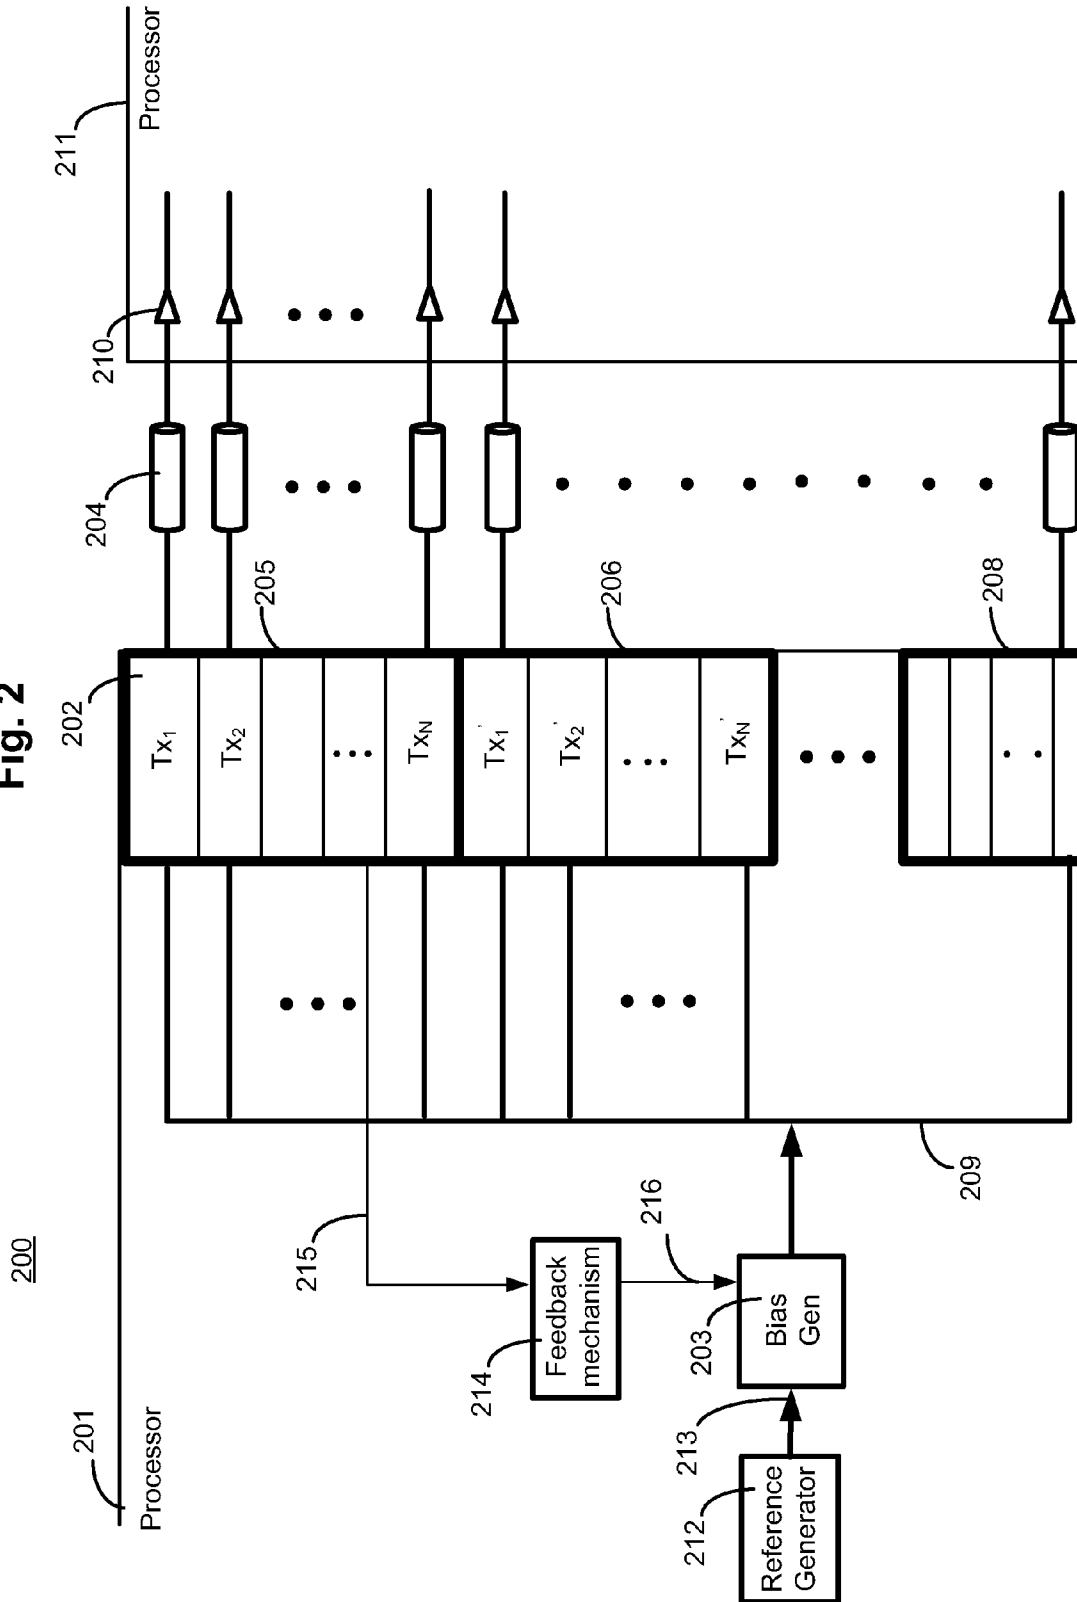 Fig. 2
200
201
Processor
211
Processor
202
204
210
205
206
208
Tx1
Tx2
TxN
Tx1'
Tx2'
TxN'
209
215
214
Feedback
mechanism
216
203
Bias
Gen
213
212
Reference
Generator